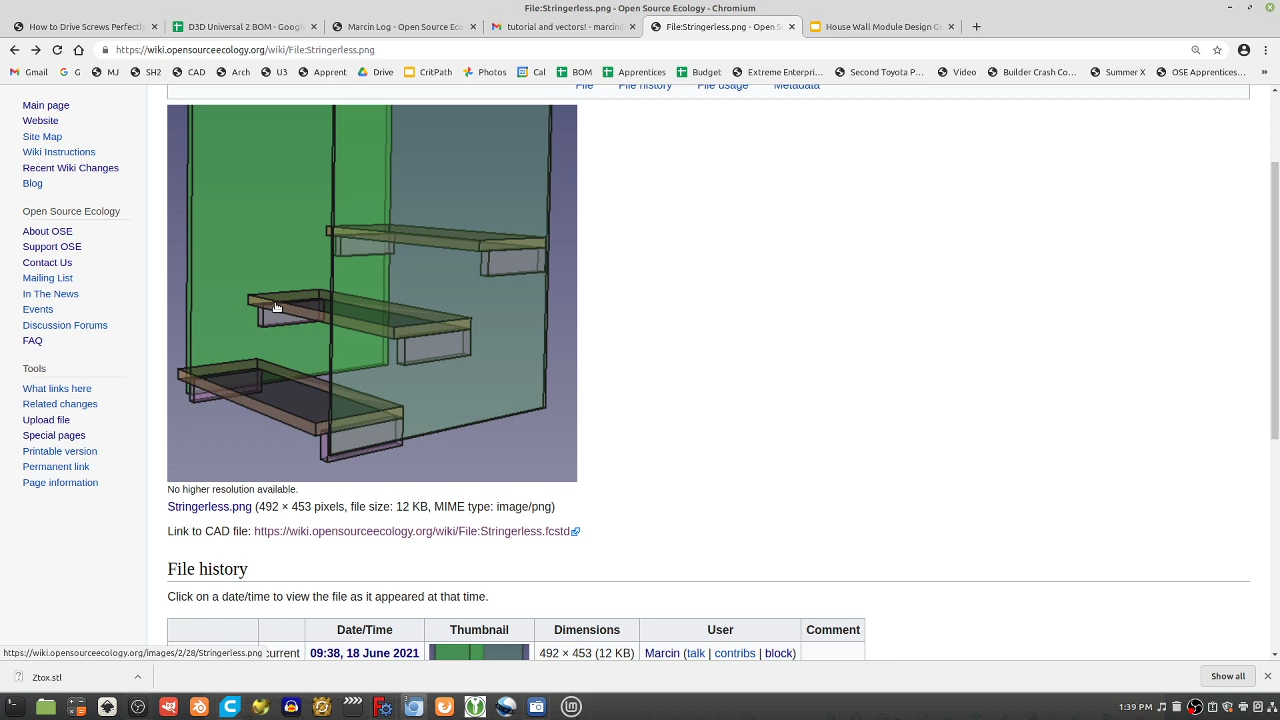 File:Stringerless.png - Open Source Ecology - Chromium
How to Drive Screws Perfectly
D3D Universal 2 BOM - Google
Marcin Log - Open Source Eco
tutorial and vectors! - marcin@
File:Stringerless.png - Open S
House Wall Module Design G
https://wiki.opensourceecology.org/wiki/File:Stringerless.png
Gmail
G
MJ
SH2
CAD
Arch
U3
Apprent
Drive
CritPath
Photos
Cal
BOM
Apprentices
Budget
Extreme Enterpri...
Second Toyota P...
Video
Builder Crash Co...
Summer X
OSE Apprentices...
File
File history
File usage
Metadata
Main page
Website
Site Map
Wiki Instructions
Recent Wiki Changes
Blog
Open Source Ecology
About OSE
Support OSE
Contact Us
Mailing List
In The News
Events
Discussion Forums
FAQ
Tools
What links here
Related changes
Upload file
Special pages
Printable version
Permanent link
Page information
No higher resolution available.
Stringerless.png (492 × 453 pixels, file size: 12 KB, MIME type: image/png)
Link to CAD file: https://wiki.opensourceecology.org/wiki/File:Stringerless.fcstd
File history
Click on a date/time to view the file as it appeared at that time.
Date/Time Thumbnail Dimensions User Comment
current 09:38, 18 June 2021 492 × 453 (12 KB) Marcin (talk | contribs | block)
https://wiki.opensourceecology.org/images/2/28/Stringerless.png
Ztox.stl
Show all
1:39 PM